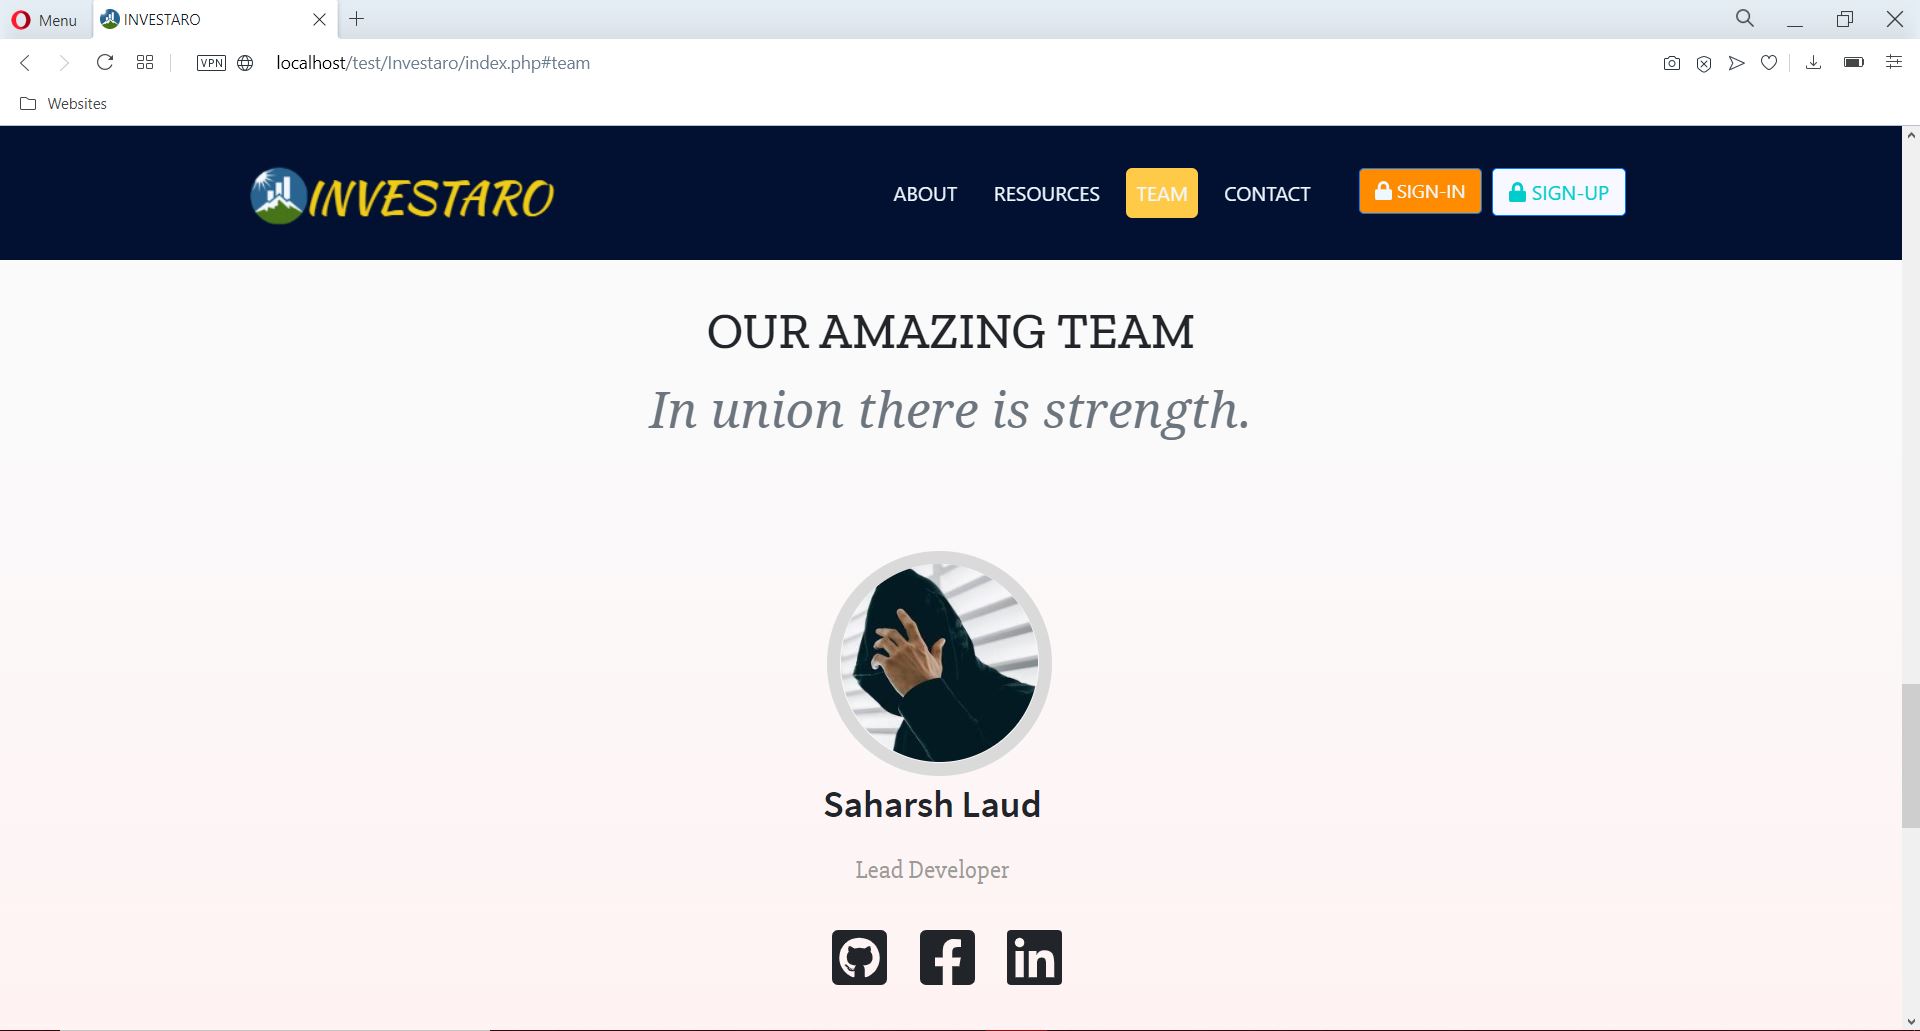 Menu
INVESTARO
VPN
localhost/test/Investaro/index.php#team
Websites
INVESTARO
ABOUT
RESOURCES
TEAM
CONTACT
SIGN-IN
SIGN-UP
OUR AMAZING TEAM
In union there is strength.
Saharsh Laud
Lead Developer
in